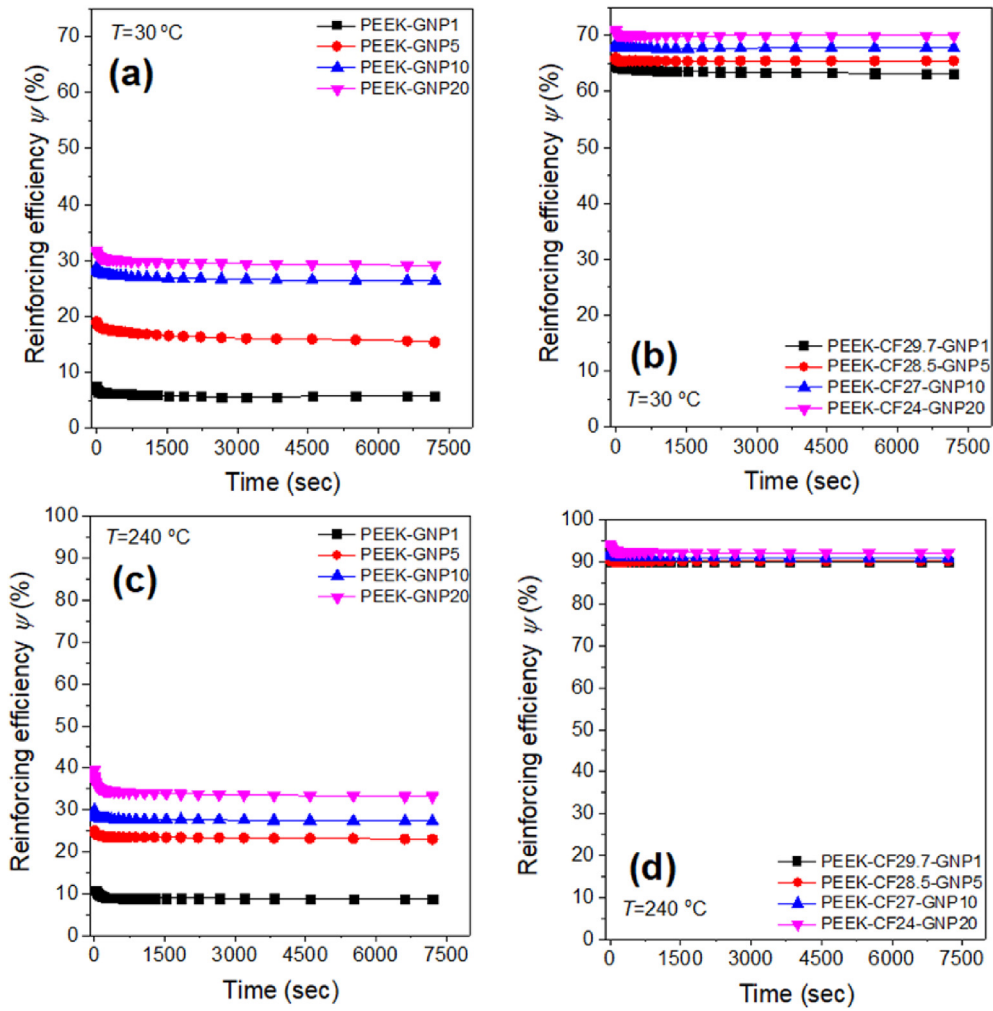 T=30 ºC
(a)
PEEK-GNP1
PEEK-GNP5
PEEK-GNP10
PEEK-GNP20
Reinforcing efficiency ψ (%)
70
60
50
40
30
20
10
0
0 1500 3000 4500 6000 7500
Time (sec)
(b)
T=30 ºC
PEEK-CF29.7-GNP1
PEEK-CF28.5-GNP5
PEEK-CF27-GNP10
PEEK-CF24-GNP20
Reinforcing efficiency ψ (%)
70
60
50
40
30
20
10
0
0 1500 3000 4500 6000 7500
Time (sec)
T=240 ºC
(c)
PEEK-GNP1
PEEK-GNP5
PEEK-GNP10
PEEK-GNP20
Reinforcing efficiency ψ (%)
100
90
80
70
60
50
40
30
20
10
0
0 1500 3000 4500 6000 7500
Time (sec)
(d)
T=240 ºC
PEEK-CF29.7-GNP1
PEEK-CF28.5-GNP5
PEEK-CF27-GNP10
PEEK-CF24-GNP20
Reinforcing efficiency ψ (%)
100
90
80
70
60
50
40
30
20
10
0
0 1500 3000 4500 6000 7500
Time (sec)